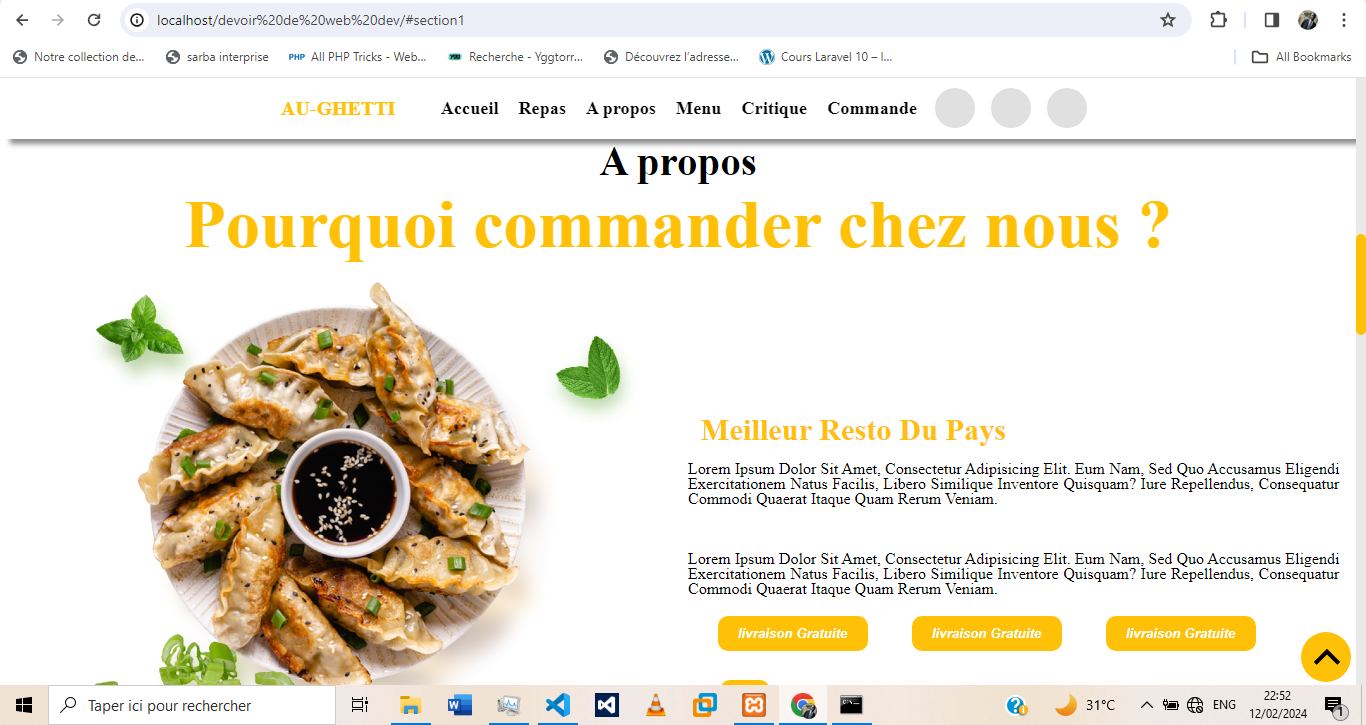 localhost/devoir%20de%20web%20dev/#section1
Notre collection de... sarba interprise PHP All PHP Tricks - Web... Recherche - Yggtorr... Découvrez l'adresse... Cours Laravel 10 – l... All Bookmarks
AU-GHETTI Accueil Repas A propos Menu Critique Commande
A propos
Pourquoi commander chez nous ?
Meilleur Resto Du Pays
Lorem Ipsum Dolor Sit Amet, Consectetur Adipisicing Elit. Eum Nam, Sed Quo Accusamus Eligendi
Exercitationem Natus Facilis, Libero Similique Inventore Quisquam? Iure Repellendus, Consequatur
Commodi Quaerat Itaque Quam Rerum Veniam.
Lorem Ipsum Dolor Sit Amet, Consectetur Adipisicing Elit. Eum Nam, Sed Quo Accusamus Eligendi
Exercitationem Natus Facilis, Libero Similique Inventore Quisquam? Iure Repellendus, Consequatur
Commodi Quaerat Itaque Quam Rerum Veniam.
livraison Gratuite livraison Gratuite livraison Gratuite
Taper ici pour rechercher 31°C ENG 22:52
12/02/2024 1